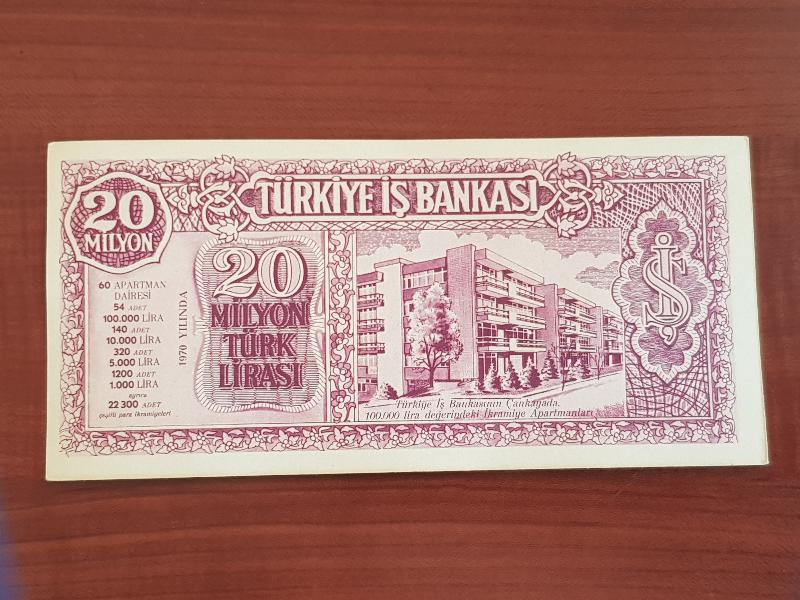 TÜRKİYE İŞ BANKASI
20
MİLYON
60 APARTMAN
DAİRESİ
54 ADET
100.000 LİRA
140 ADET
10.000 LİRA
320 ADET
5.000 LİRA
1200 ADET
1.000 LİRA
ayrıca
22 300 ADET
çeşitli para ikramiyeleri
1970 YILINDA
20
MİLYON
TÜRK
LİRASI
Türkiye İş Bankasının Çankayada,
100.000 lira değerindeki İkramiye Apartmanları
İŞ